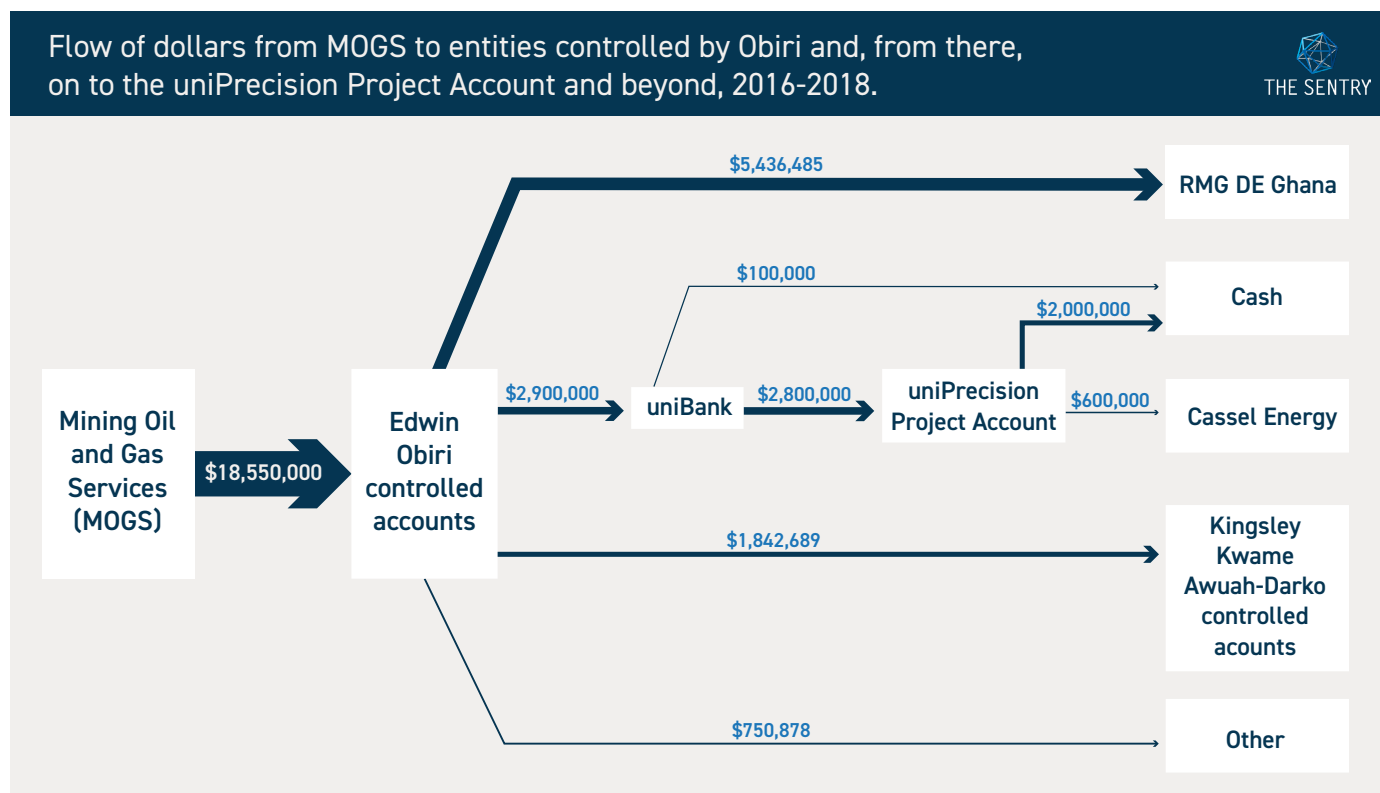 Flow of dollars from MOGS to entities controlled by Obiri and, from there,
on to the uniPrecision Project Account and beyond, 2016-2018.
THE SENTRY
$5,436,485
RMG DE Ghana
$100,000
Cash
$2,000,000
Mining Oil
and Gas
Services
(MOGS)
$18,550,000
Edwin
Obiri
controlled
accounts
$2,900,000
uniBank
$2,800,000
uniPrecision
Project Account
$600,000
Cassel Energy
$1,842,689
Kingsley
Kwame
Awuah-Darko
controlled
acounts
$750,878
Other